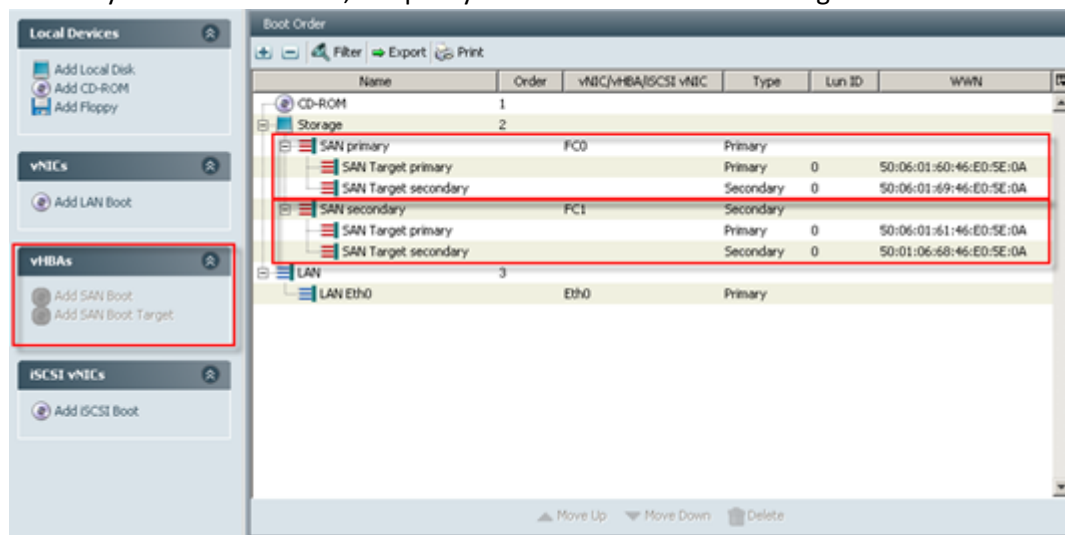 Local Devices
Add Local Disk
Add CD-ROM
Add Floppy
vNICs
Add LAN Boot
vHBAs
Add SAN Boot
Add SAN Boot Target
iSCSI vNICs
Add iSCSI Boot
Boot Order
Filter Export Print
Name Order vNIC/vHBA/iSCSI vNIC Type Lun ID WWN
CD-ROM 1
Storage 2
SAN primary FC0 Primary
SAN Target primary Primary 0 50:06:01:60:46:E0:5E:0A
SAN Target secondary Secondary 0 50:06:01:69:46:E0:5E:0A
SAN secondary FC1 Secondary
SAN Target primary Primary 0 50:06:01:61:46:E0:5E:0A
SAN Target secondary Secondary 0 50:01:06:68:46:E0:5E:0A
LAN 3
LAN Eth0 Eth0 Primary
Move Up Move Down Delete